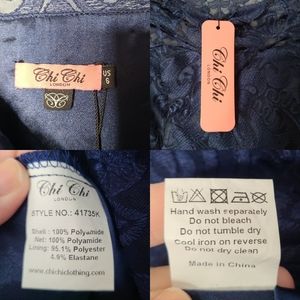 Chi Chi
LONDON
US
6
Chi Chi
LONDON
Chi Chi
LONDON
STYLE NO.: 41735K
Shell : 100% Polyamide
Net: 100% Polyamide
Lining: 95.1% Polyester
4.9% Elastane
www.chichiclothing.com
Hand wash separately
Do not bleach
Do not tumble dry
Cool iron on reverse
Do not dry clean
Made in China